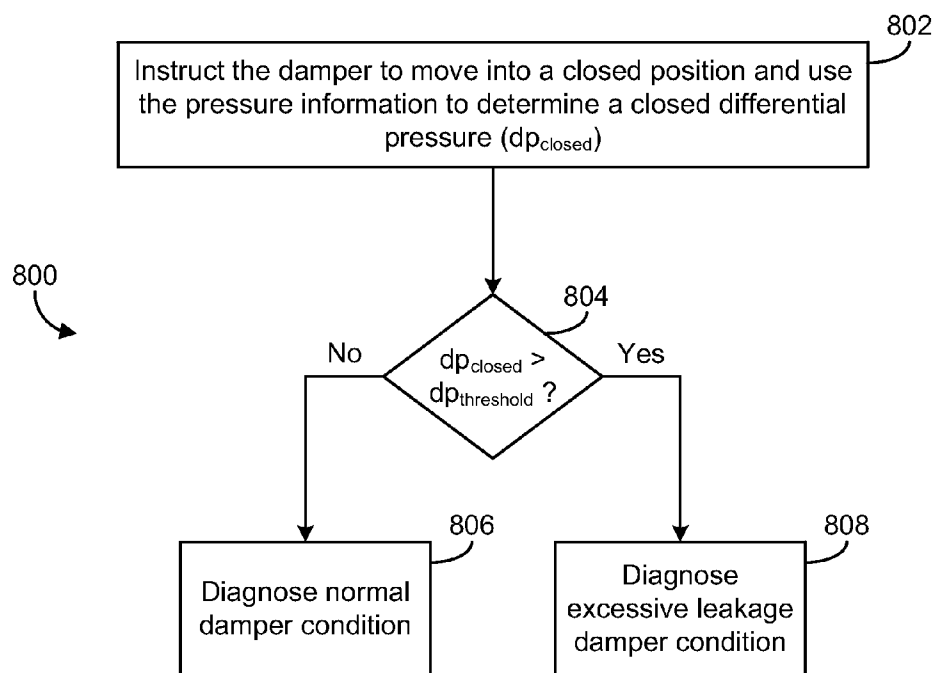 802
Instruct the damper to move into a closed position and use
the pressure information to determine a closed differential
pressure (dpclosed)
800
804
No
dpclosed >
dpthreshold ?
Yes
806
Diagnose normal
damper condition
808
Diagnose
excessive leakage
damper condition